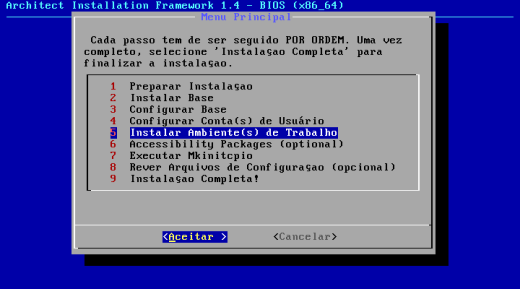 Architect Installation Framework 1.4 - BIOS (x86_64)
Menu Principal
Cada passo tem de ser seguido POR ORDEM. Uma vez
completo, selecione 'Instalaşao Completa' para
finalizar a instalaşao.
1 Preparar Instalaşao
2 Instalar Base
3 Configurar Base
4 Configurar Conta(s) de Usuário
5 Instalar Ambiente(s) de Trabalho
6 Accessibility Packages (optional)
7 Executar Mkinitcpio
8 Rever Arquivos de Configuraşao (opcional)
9 Instalaşao Completa!
<Aceitar > <Cancelar>